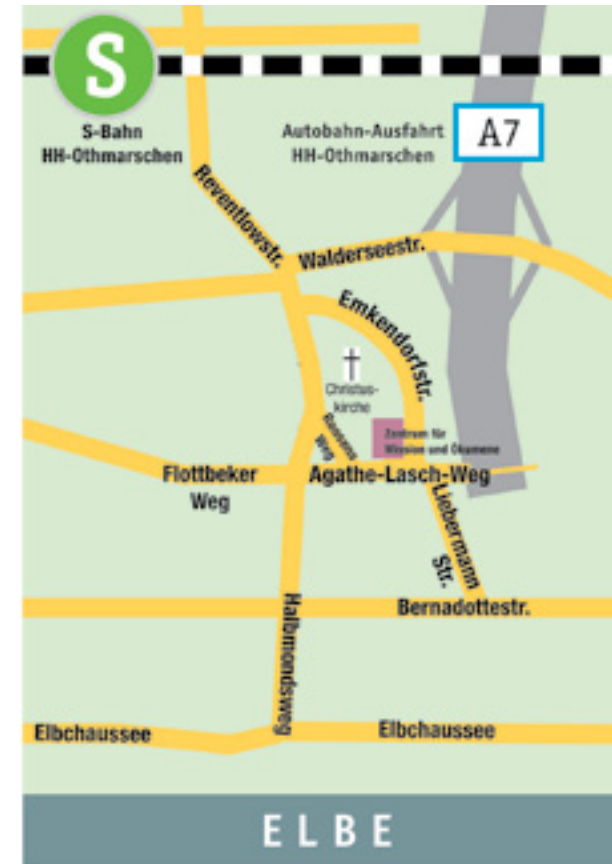 S
S-Bahn
HH-Othmarschen
Autobahn-Ausfahrt
HH-Othmarschen
A7
Reventlowstr.
Walderseestr.
Emkendorfstr.
Christus-
kirche
Zentrum für
Mission und Ökumene
Weg
Flottbeker
Weg
Agathe-Lasch-Weg
Liebermann
Str.
Halbmondsweg
Bernadottestr.
Elbchaussee
Elbchaussee
ELBE